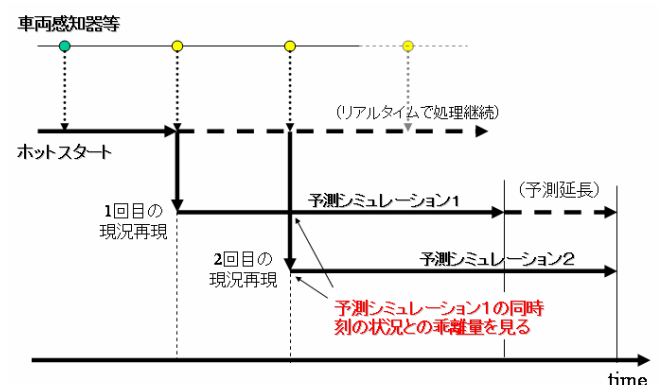 車両感知器等
(リアルタイムで処理継続)
ホットスタート
予測シミュレーション1
(予測延長)
1回目の
現況再現
2回目の
現況再現
予測シミュレーション2
予測シミュレーション1の同時
刻の状況との乖離量を見る
time